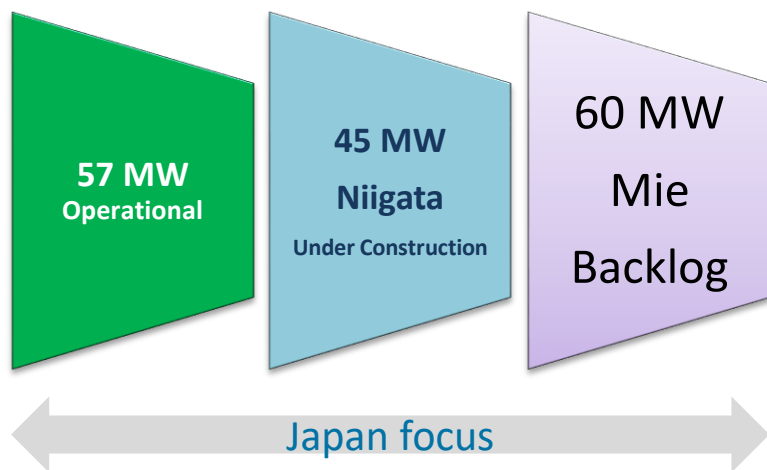 57 MW
Operational
45 MW
Niigata
Under Construction
60 MW
Mie
Backlog
Japan focus